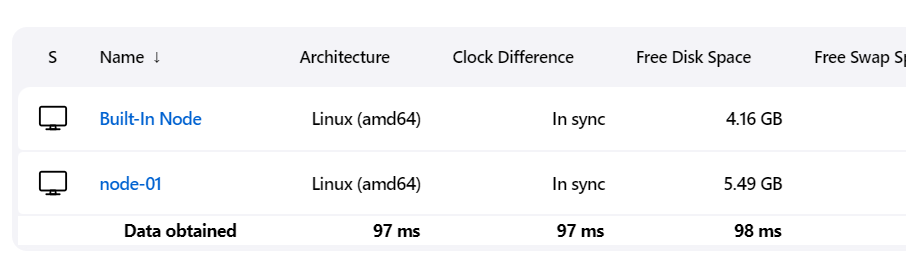 S Name ↓ Architecture Clock Difference Free Disk Space Free Swap Sp
Built-In Node Linux (amd64) In sync 4.16 GB
node-01 Linux (amd64) In sync 5.49 GB
Data obtained 97 ms 97 ms 98 ms